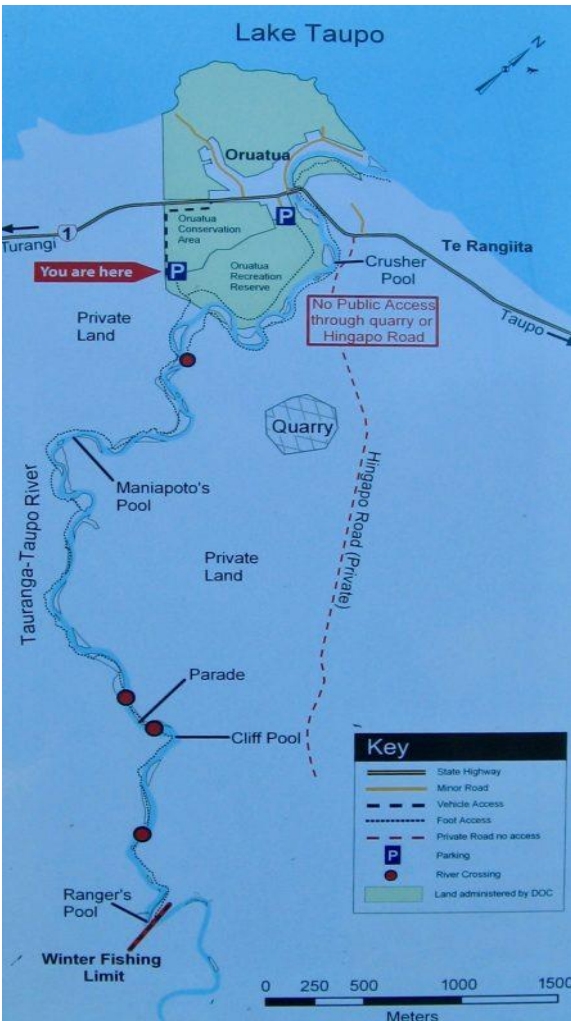 Lake Taupo
N
Oruatua
P
Oruatua
Conservation
Area
1
Turangi
Te Rangiita
You are here
P
Oruatua
Recreation
Reserve
Crusher
Pool
Private
Land
No Public Access
through quarry or
Hingapo Road
Taupo
Quarry
Maniapoto's
Pool
Hingapo Road (Private)
Tauranga-Taupo River
Private
Land
Parade
Cliff Pool
Key
State Highway
Minor Road
Vehicle Access
Foot Access
Private Road no access
P
Parking
River Crossing
Land administered by DOC
Ranger's
Pool
Winter Fishing
Limit
0 250 500 1000 1500
Meters